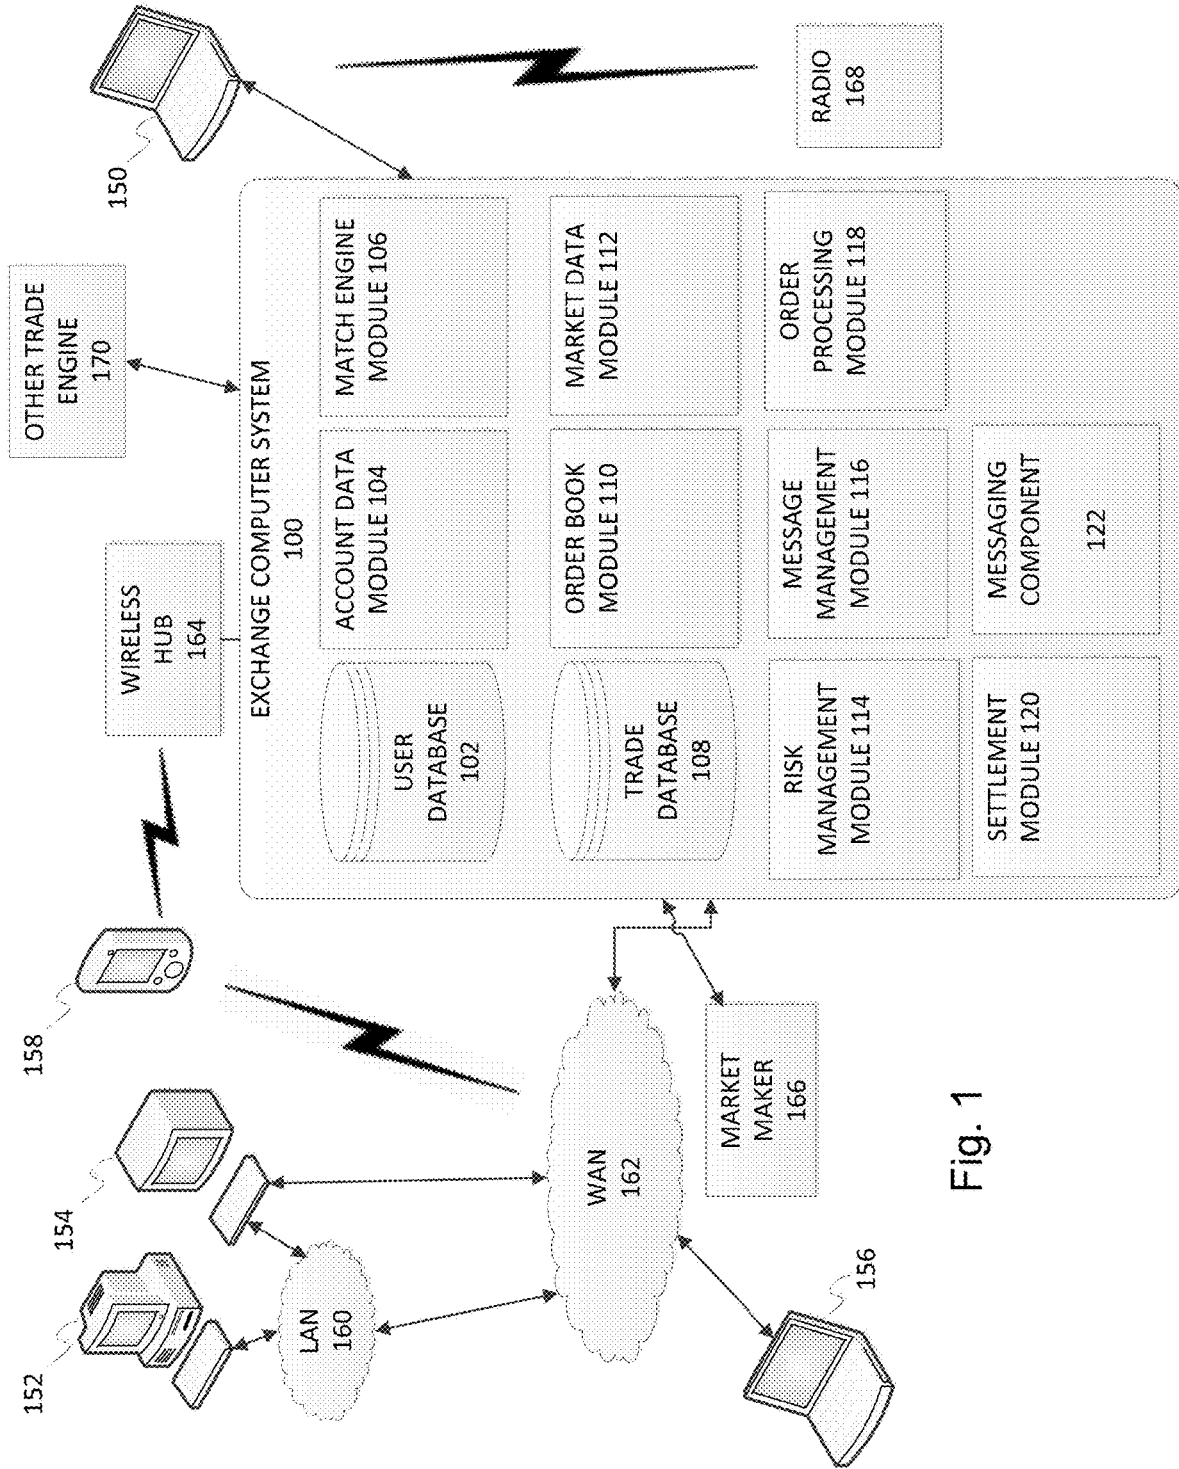 152
154
158
WIRELESS
HUB
164
OTHER TRADE
ENGINE
170
150
LAN
160
WAN
162
156
MARKET
MAKER
166
RADIO
168
EXCHANGE COMPUTER SYSTEM
100
USER
DATABASE
102
ACCOUNT DATA
MODULE 104
MATCH ENGINE
MODULE 106
TRADE
DATABASE
108
ORDER BOOK
MODULE 110
MARKET DATA
MODULE 112
RISK
MANAGEMENT
MODULE 114
MESSAGE
MANAGEMENT
MODULE 116
ORDER
PROCESSING
MODULE 118
SETTLEMENT
MODULE 120
MESSAGING
COMPONENT
122
Fig. 1